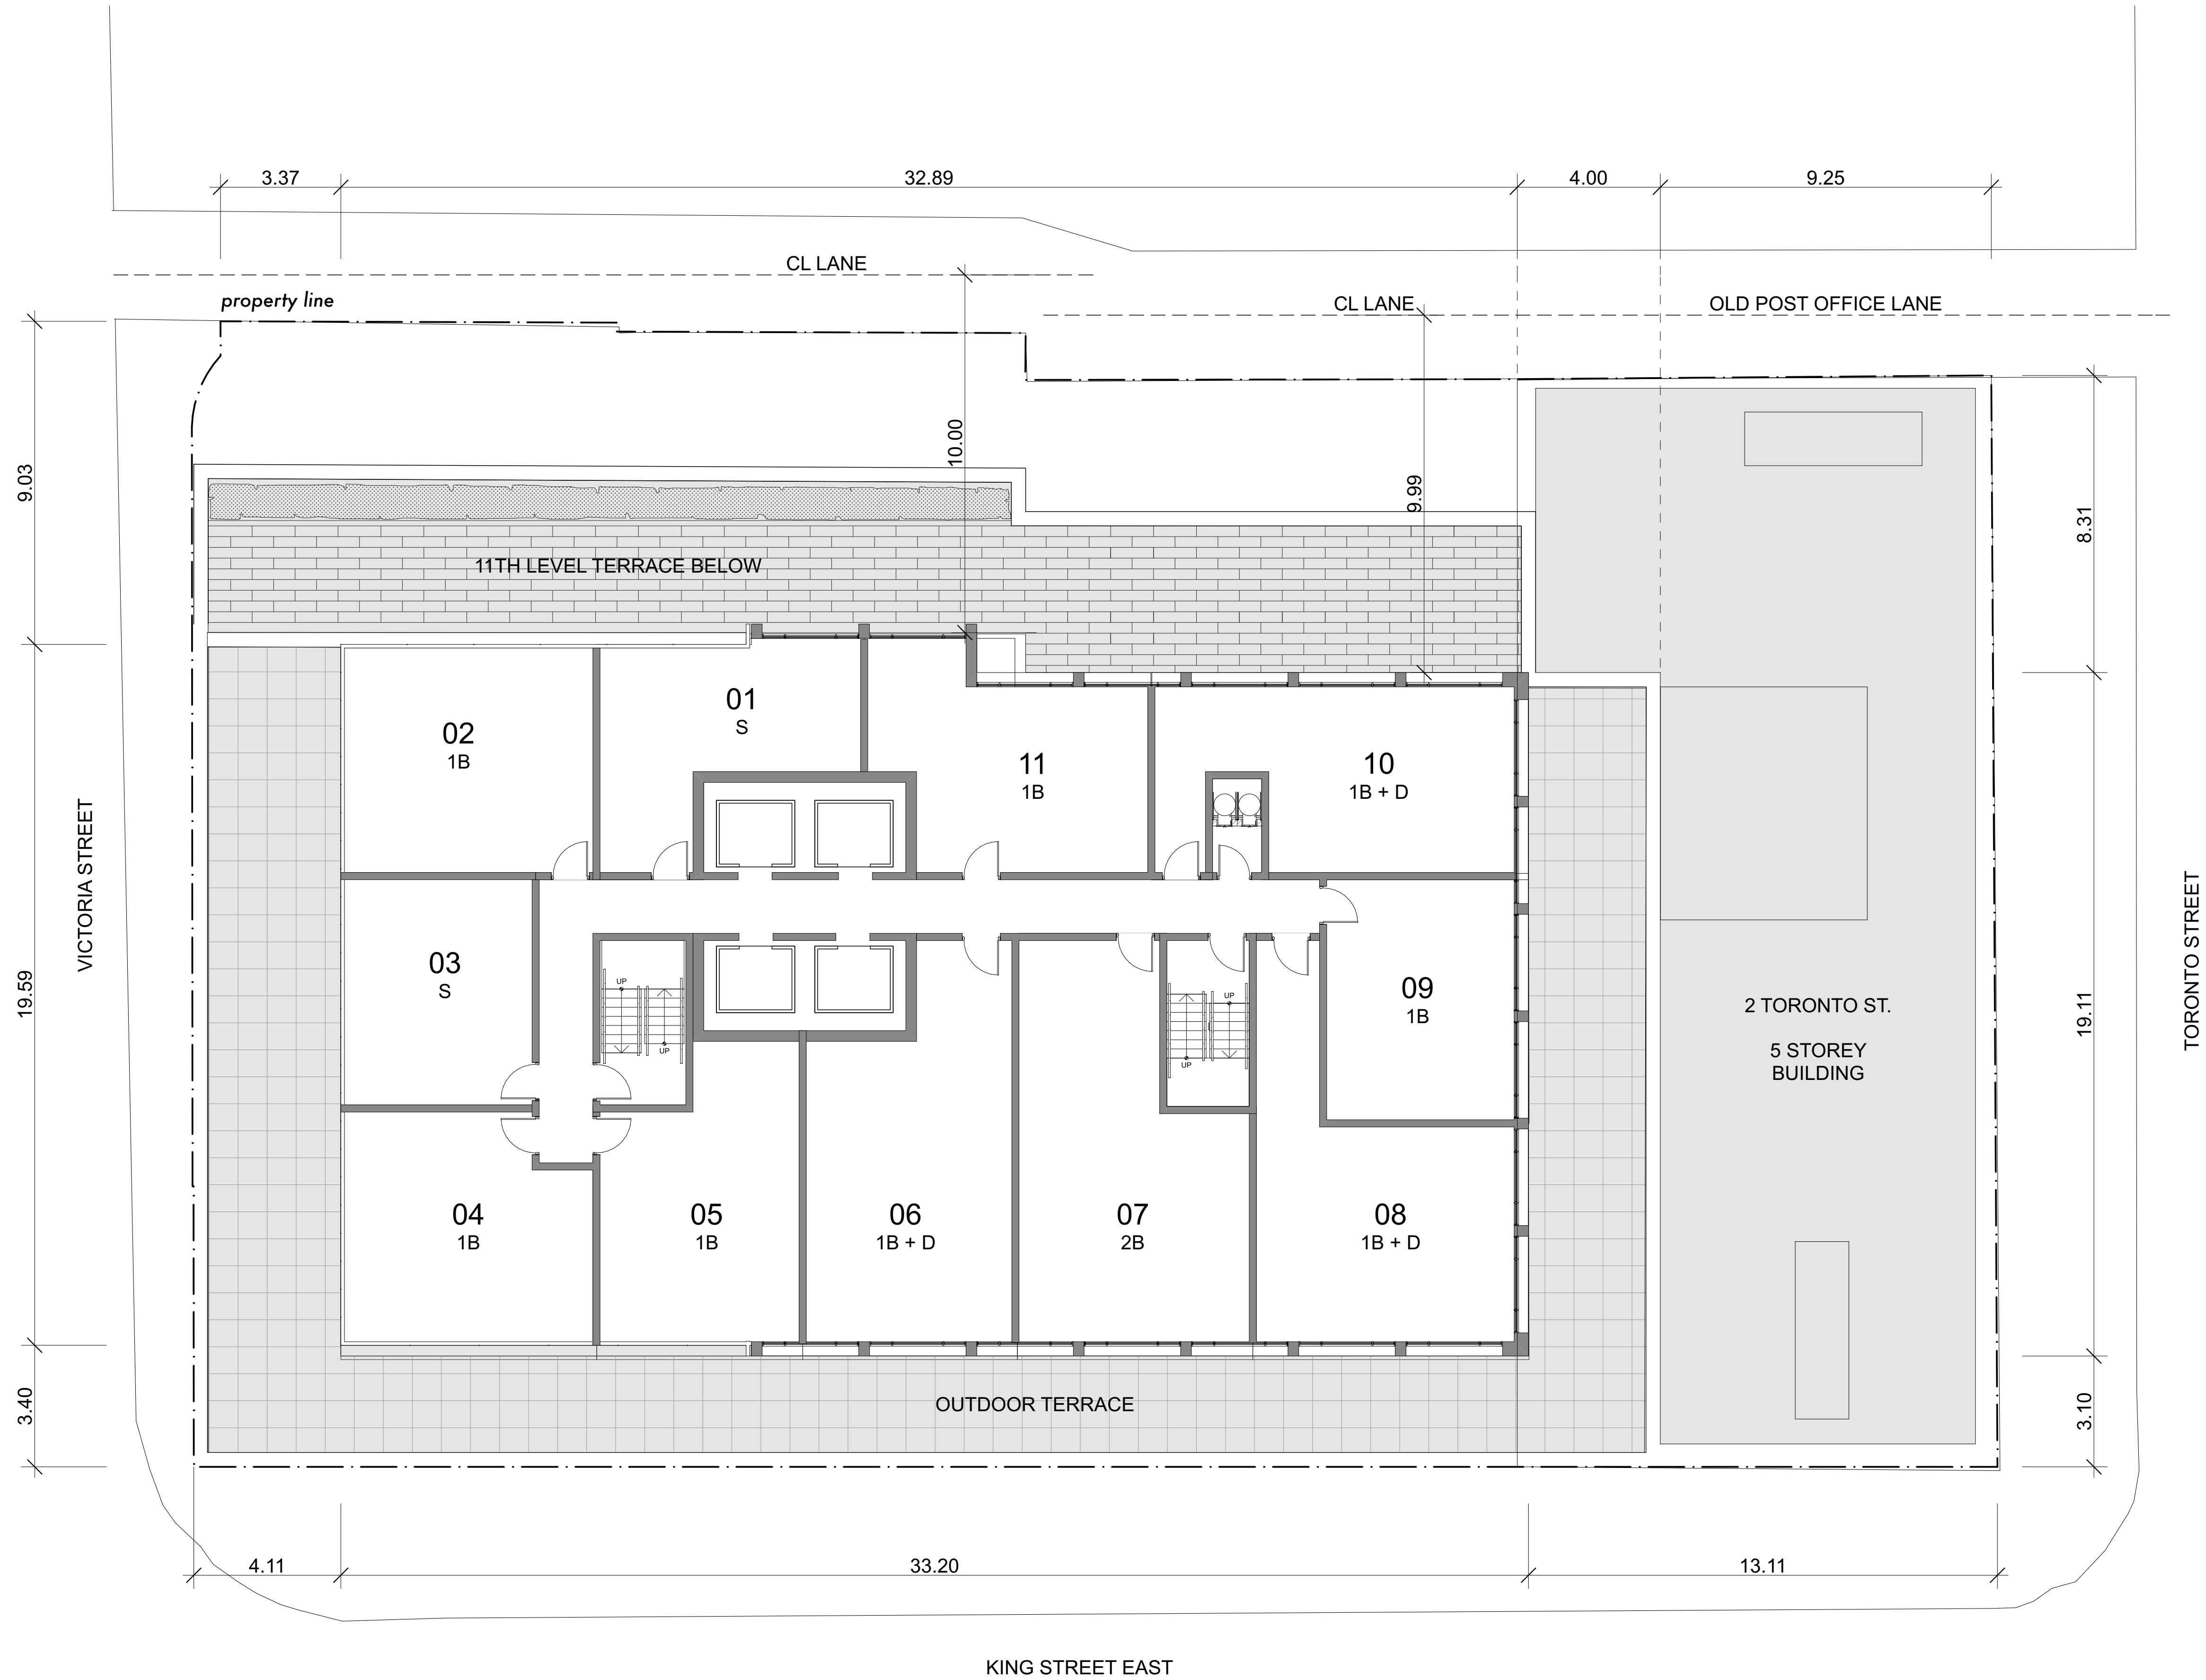 3.37
32.89
4.00
9.25
CL LANE
property line
CL LANE
OLD POST OFFICE LANE
10.00
9.03
9.99
8.31
11TH LEVEL TERRACE BELOW
01
S
02
1B
11
1B
10
1B + D
VICTORIA STREET
TORONTO STREET
03
S
UP
UP
UP
UP
09
1B
19.59
19.11
2 TORONTO ST.
5 STOREY
BUILDING
04
1B
05
1B
06
1B + D
07
2B
08
1B + D
3.40
3.10
OUTDOOR TERRACE
4.11
33.20
13.11
KING STREET EAST